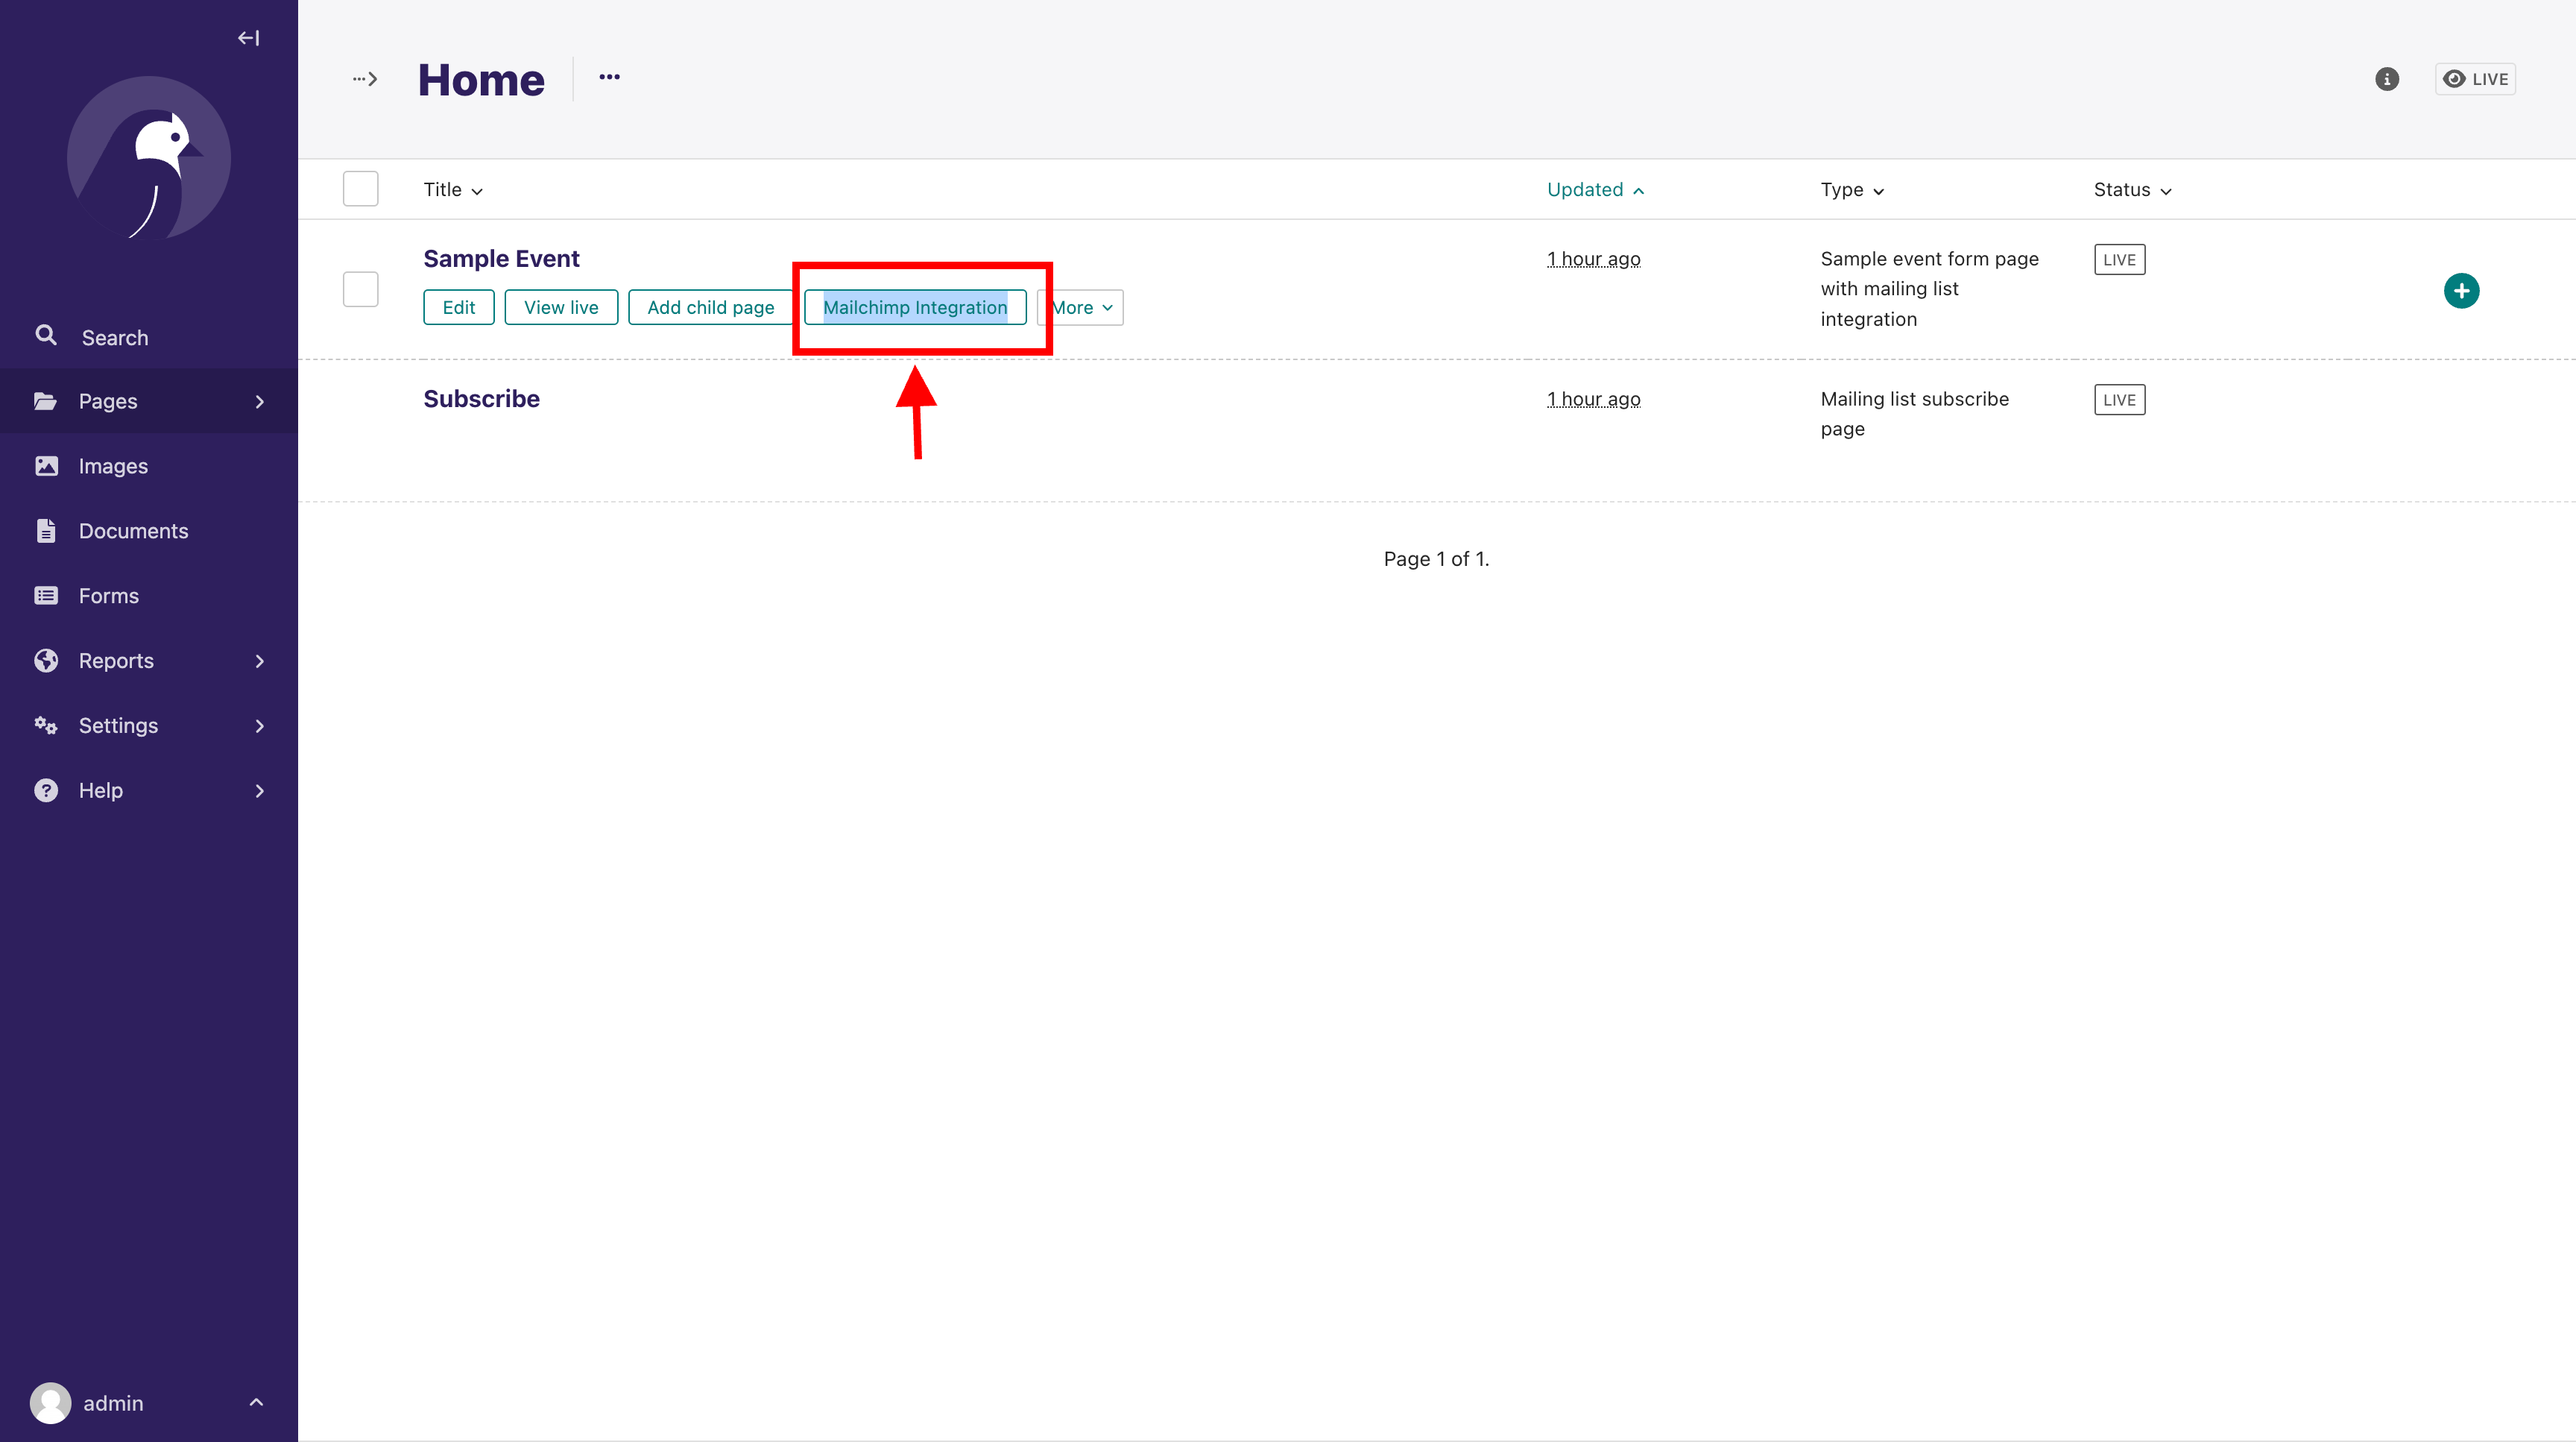 Home
LIVE
Title
Updated
Type
Status
Sample Event
1 hour ago
Sample event form page
with mailing list
integration
LIVE
Edit
View live
Add child page
Mailchimp Integration
More
Subscribe
1 hour ago
Mailing list subscribe
page
LIVE
Page 1 of 1.
Search
Pages
Images
Documents
Forms
Reports
Settings
Help
admin